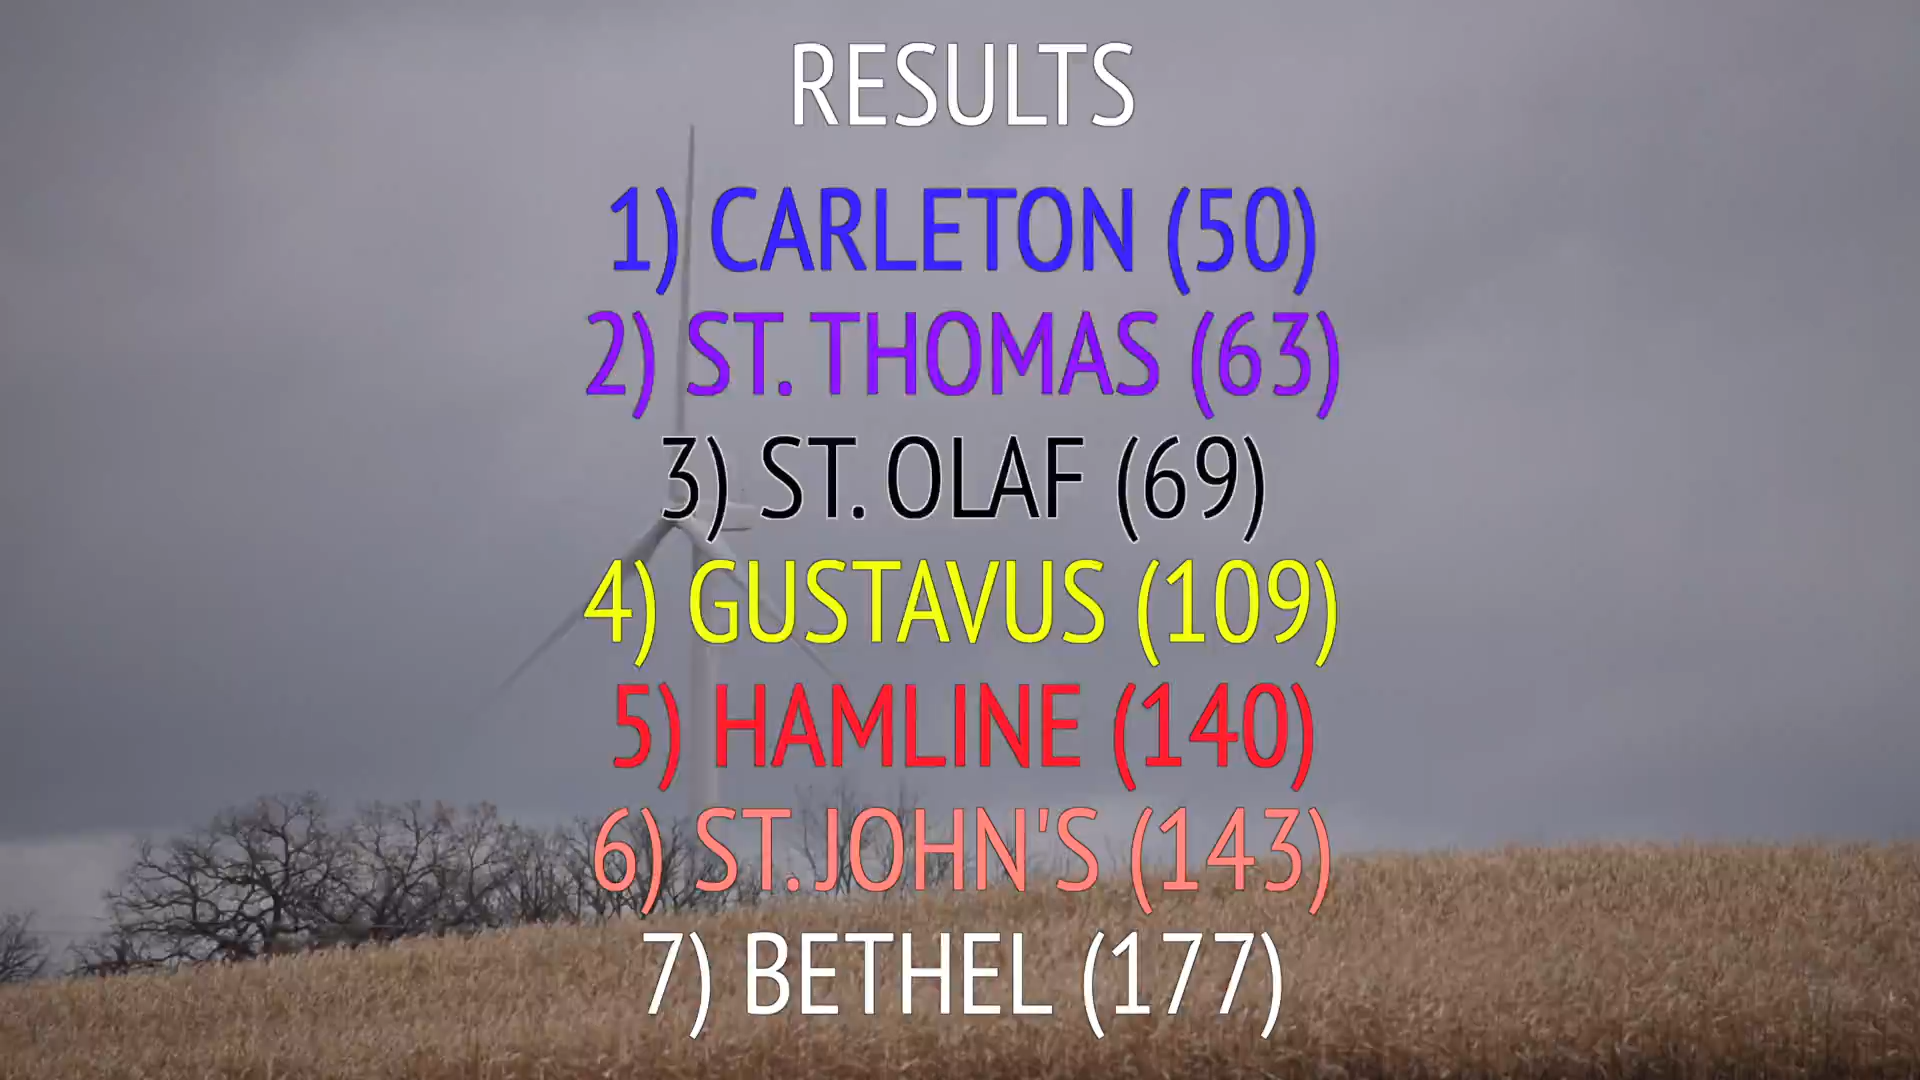 RESULTS
1) CARLETON (50)
2) ST. THOMAS (63)
3) ST. OLAF (69)
4) GUSTAVUS (109)
5) HAMLINE (140)
6) ST. JOHN'S (143)
7) BETHEL (177)